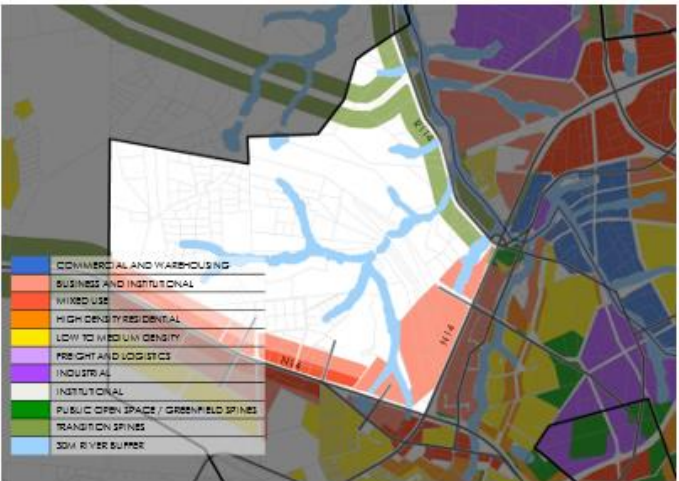 R114
COMMERCIAL AND WAREHOUSING
BUSINESS AND INSTITUTIONAL
MIXED USE
HIGH DENSITY RESIDENTIAL
LOW TO MEDIUM DENSITY
FREIGHT AND LOGISTICS
INDUSTRIAL
INSTITUTIONAL
PUBLIC OPEN SPACE / GREENFIELD SPINES
TRANSITION SPINES
30M RIVER BUFFER
N14
N14